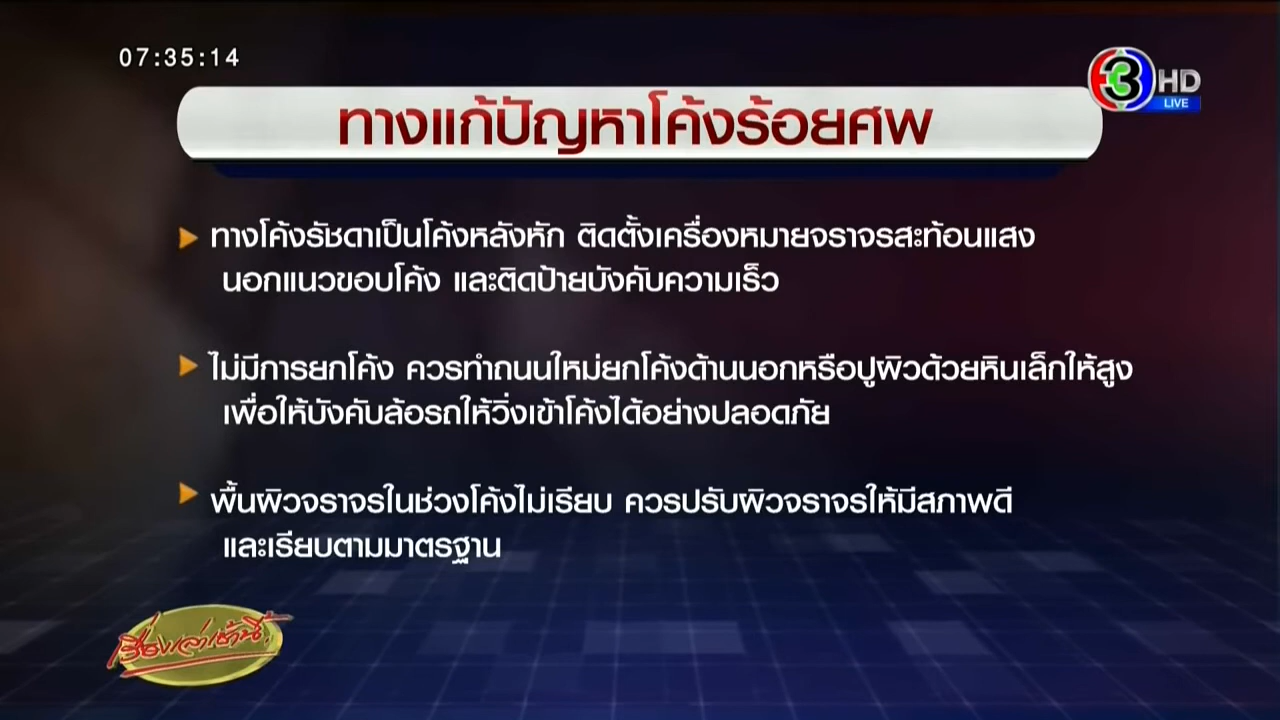 07:35:14
3 HD
LIVE
ทางแก้ปัญหาโค้งร้อยศพ
ทางโค้งรัชดาเป็นโค้งหลังหัก ติดตั้งเครื่องหมายจราจรสะท้อนแสง
นอกแนวขอบโค้ง และติดป้ายบังคับความเร็ว
ไม่มีการยกโค้ง ควรทำถนนใหม่ยกโค้งด้านนอกหรือปูผิวด้วยหินเล็กให้สูง
เพื่อให้บังคับล้อรถให้วิ่งเข้าโค้งได้อย่างปลอดภัย
พื้นผิวจราจรในช่วงโค้งไม่เรียบ ควรปรับผิวจราจรให้มีสภาพดี
และเรียบตามมาตรฐาน
เรื่องเล่าเช้านี้